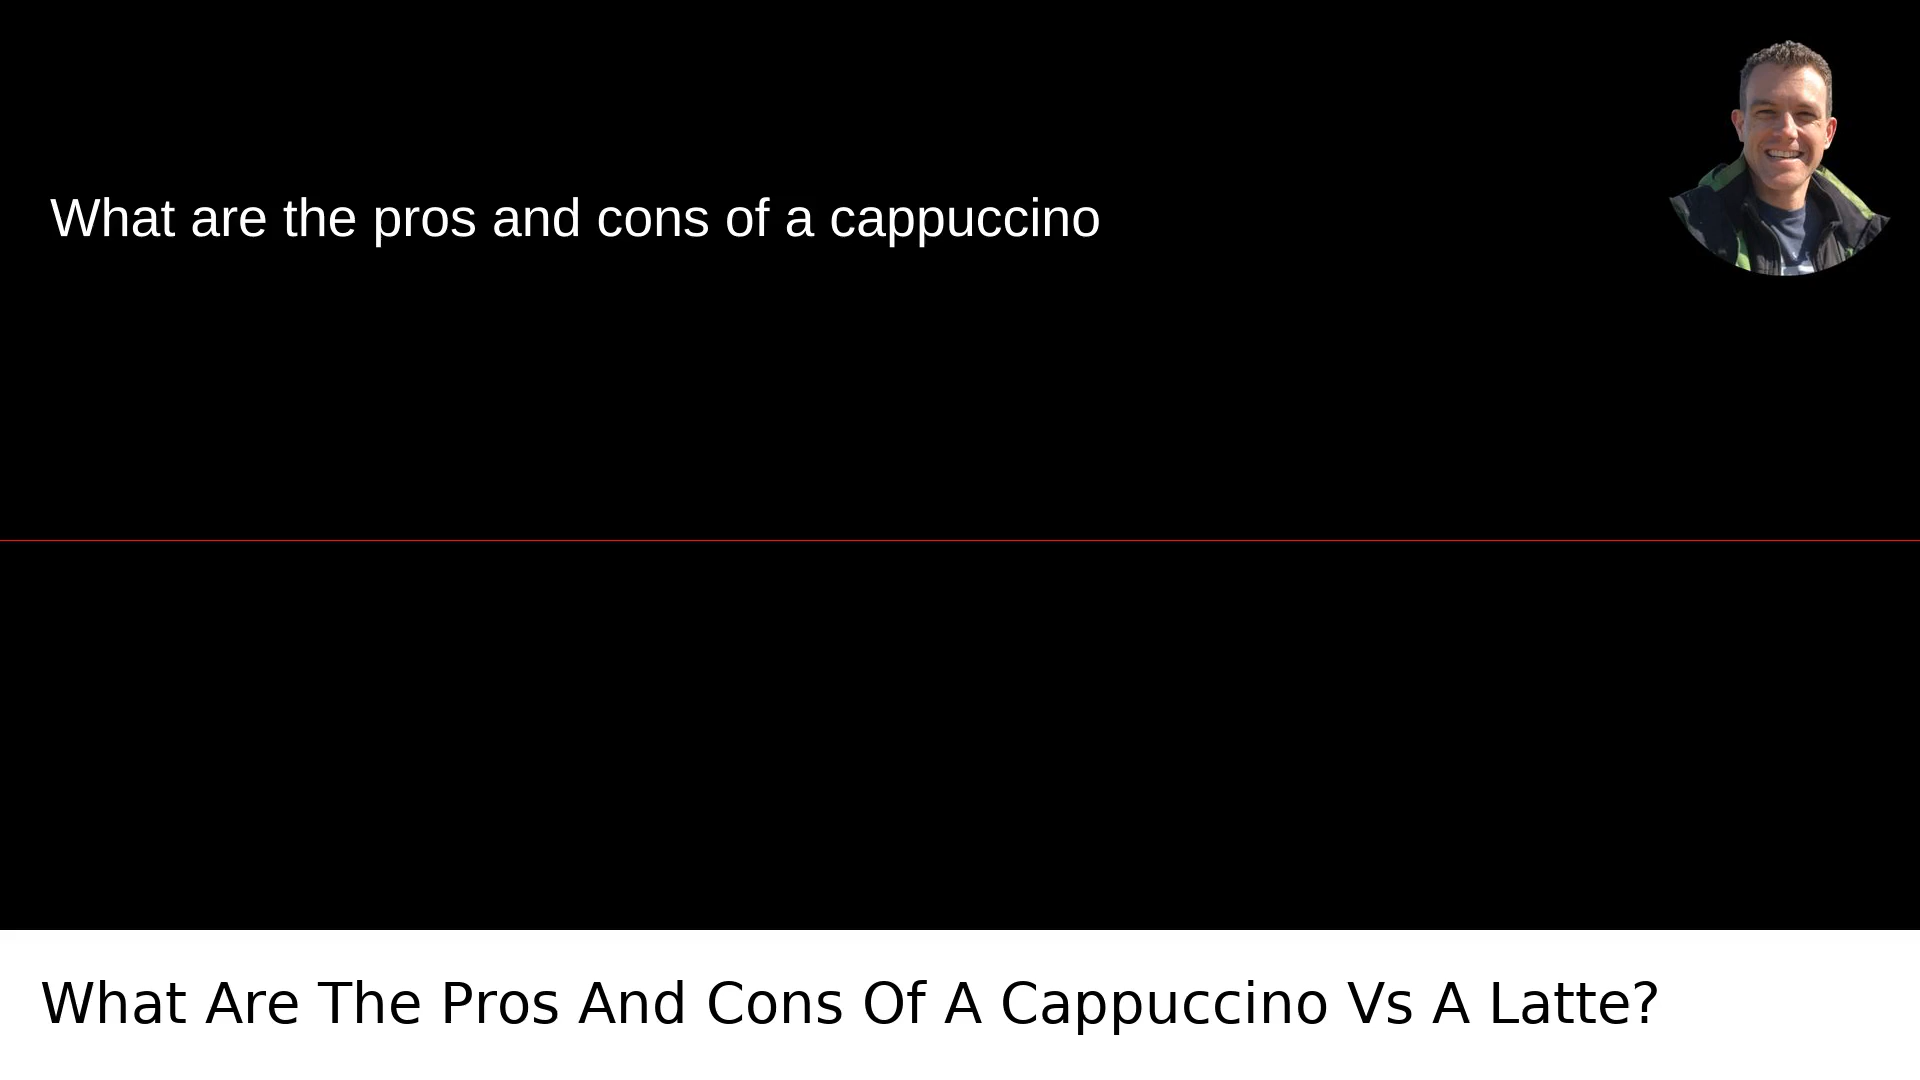 What are the pros and cons of a cappuccino
What Are The Pros And Cons Of A Cappuccino Vs A Latte?